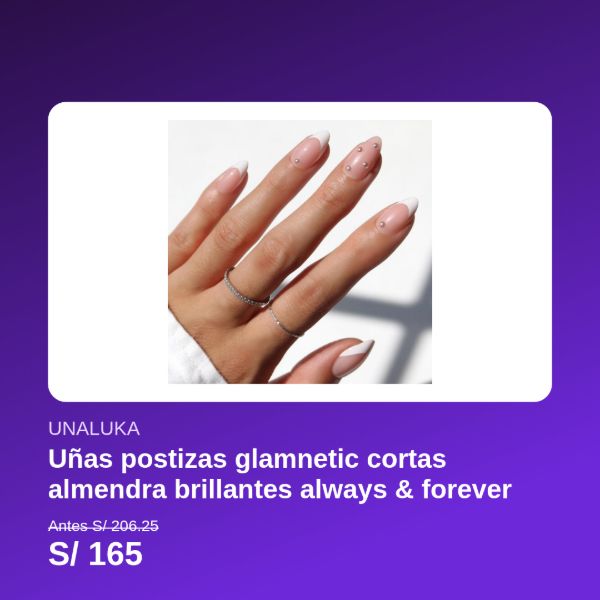 UNALUKA
Uñas postizas glamnetic cortas
almendra brillantes always & forever
Antes S/ 206.25
S/ 165